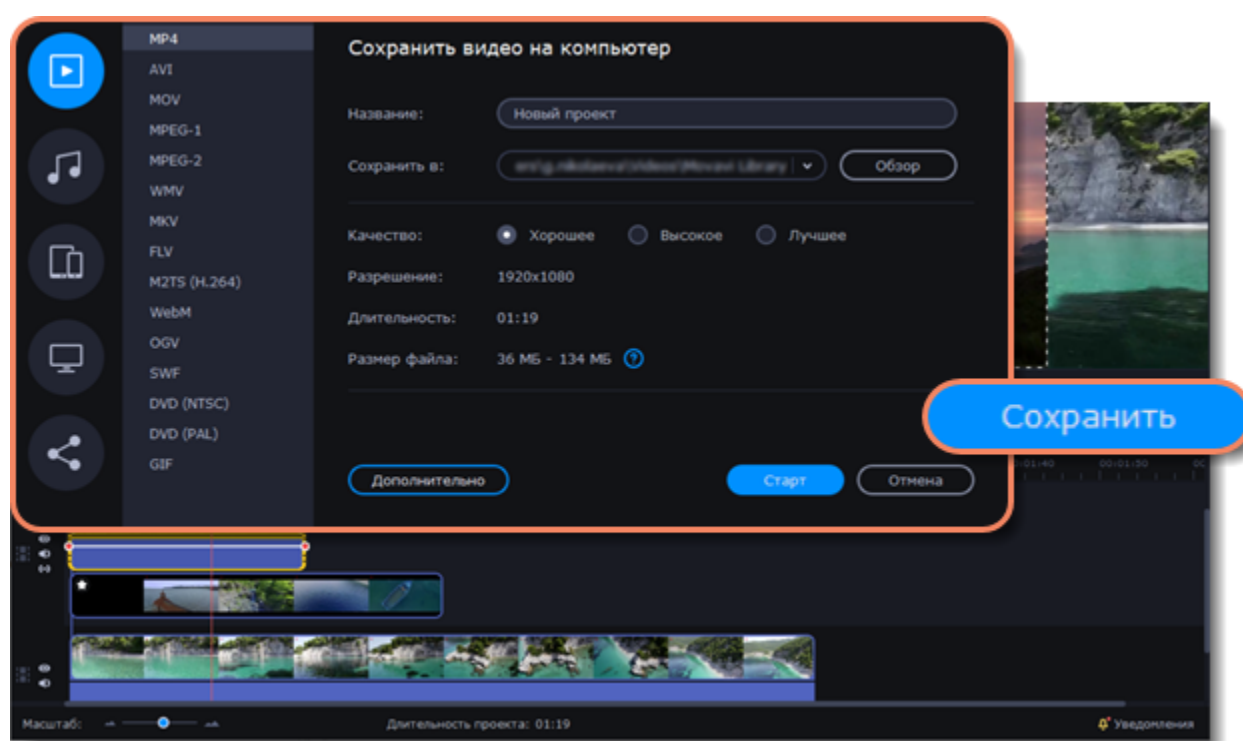 MP4
AVI
MOV
MPEG-1
MPEG-2
WMV
MKV
FLV
M2TS (H.264)
WebM
OGV
SWF
DVD (NTSC)
DVD (PAL)
GIF
Сохранить видео на компьютер
Название: Новый проект
Сохранить в: Обзор
Качество: Хорошее Высокое Лучшее
Разрешение: 1920x1080
Длительность: 01:19
Размер файла: 36 МБ - 134 МБ ?
Дополнительно Старт Отмена
Сохранить
00:01:50
Масштаб: Длительность проекта: 01:19 Уведомления